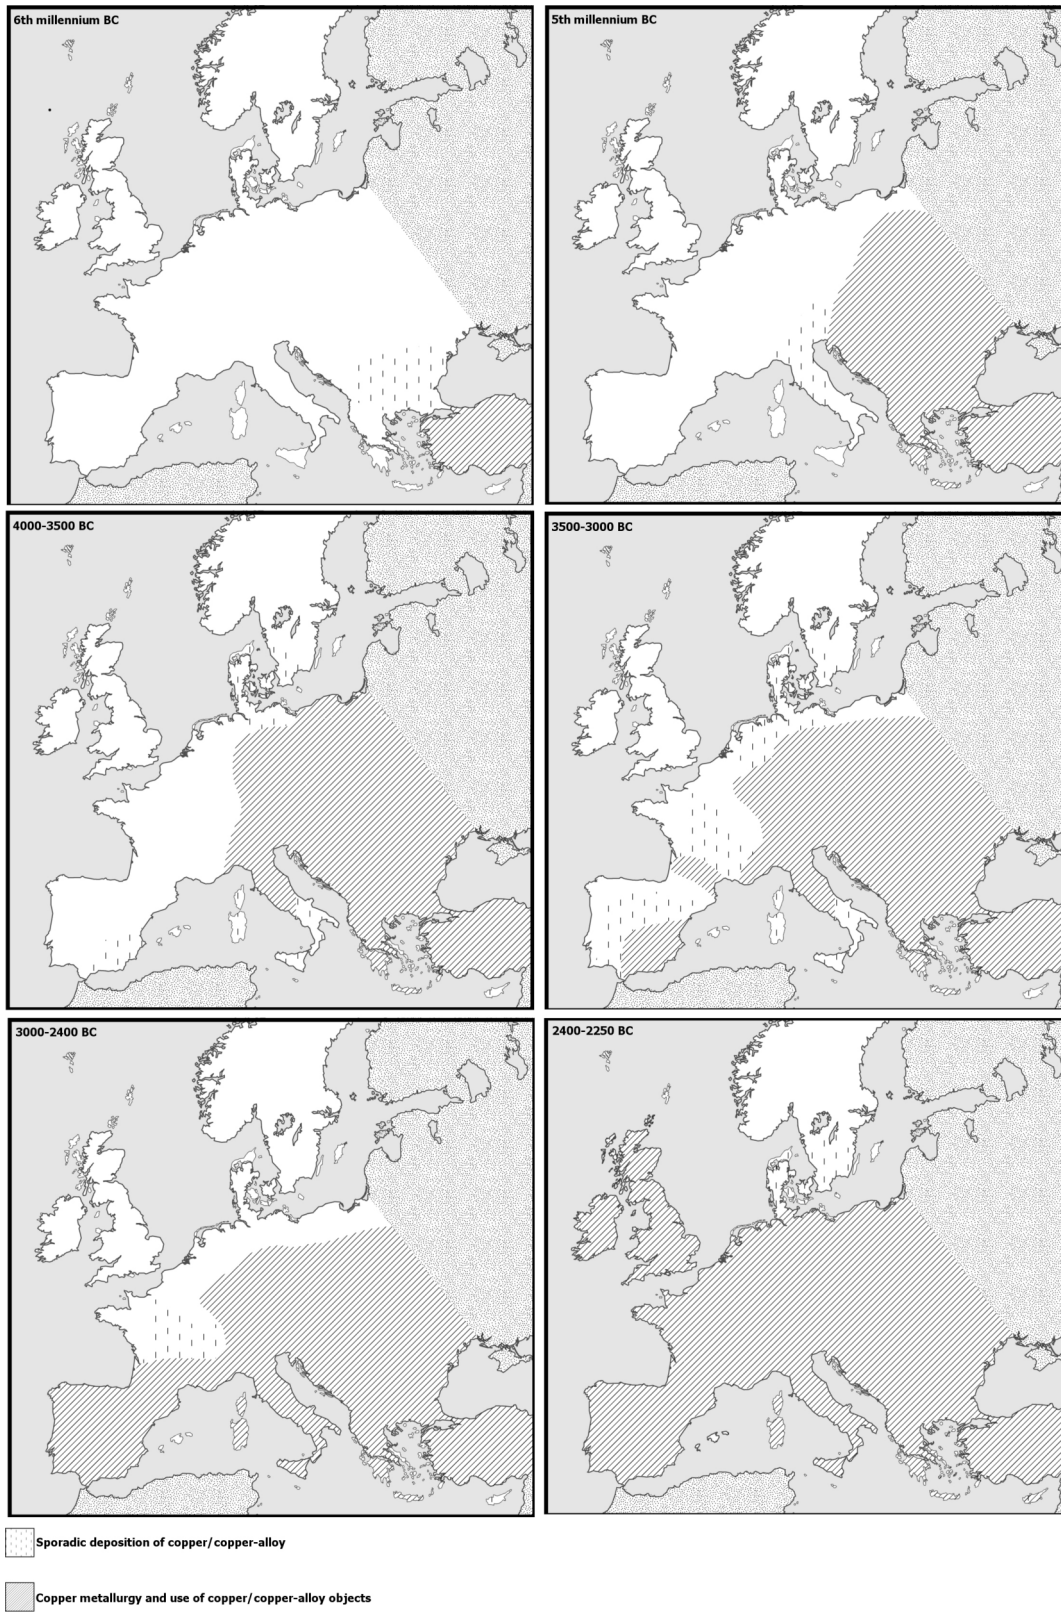 6th millennium BC
5th millennium BC
4000-3500 BC
3500-3000 BC
3000-2400 BC
2400-2250 BC
Sporadic deposition of copper/copper-alloy
Copper metallurgy and use of copper/copper-alloy objects